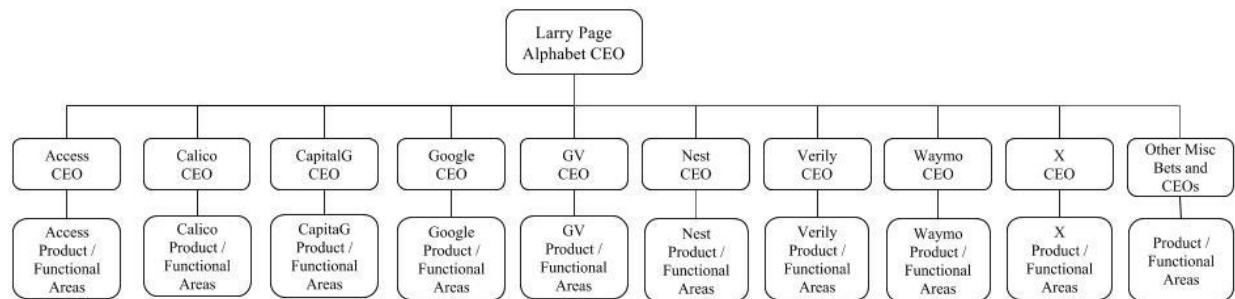 Larry Page
Alphabet CEO
Access
CEO
Calico
CEO
CapitalG
CEO
Google
CEO
GV
CEO
Nest
CEO
Verily
CEO
Waymo
CEO
X
CEO
Other Misc
Bets and
CEOs
Access
Product /
Functional
Areas
Calico
Product /
Functional
Areas
CapitaG
Product /
Functional
Areas
Google
Product /
Functional
Areas
GV
Product /
Functional
Areas
Nest
Product /
Functional
Areas
Verily
Product /
Functional
Areas
Waymo
Product /
Functional
Areas
X
Product /
Functional
Areas
Product /
Functional
Areas